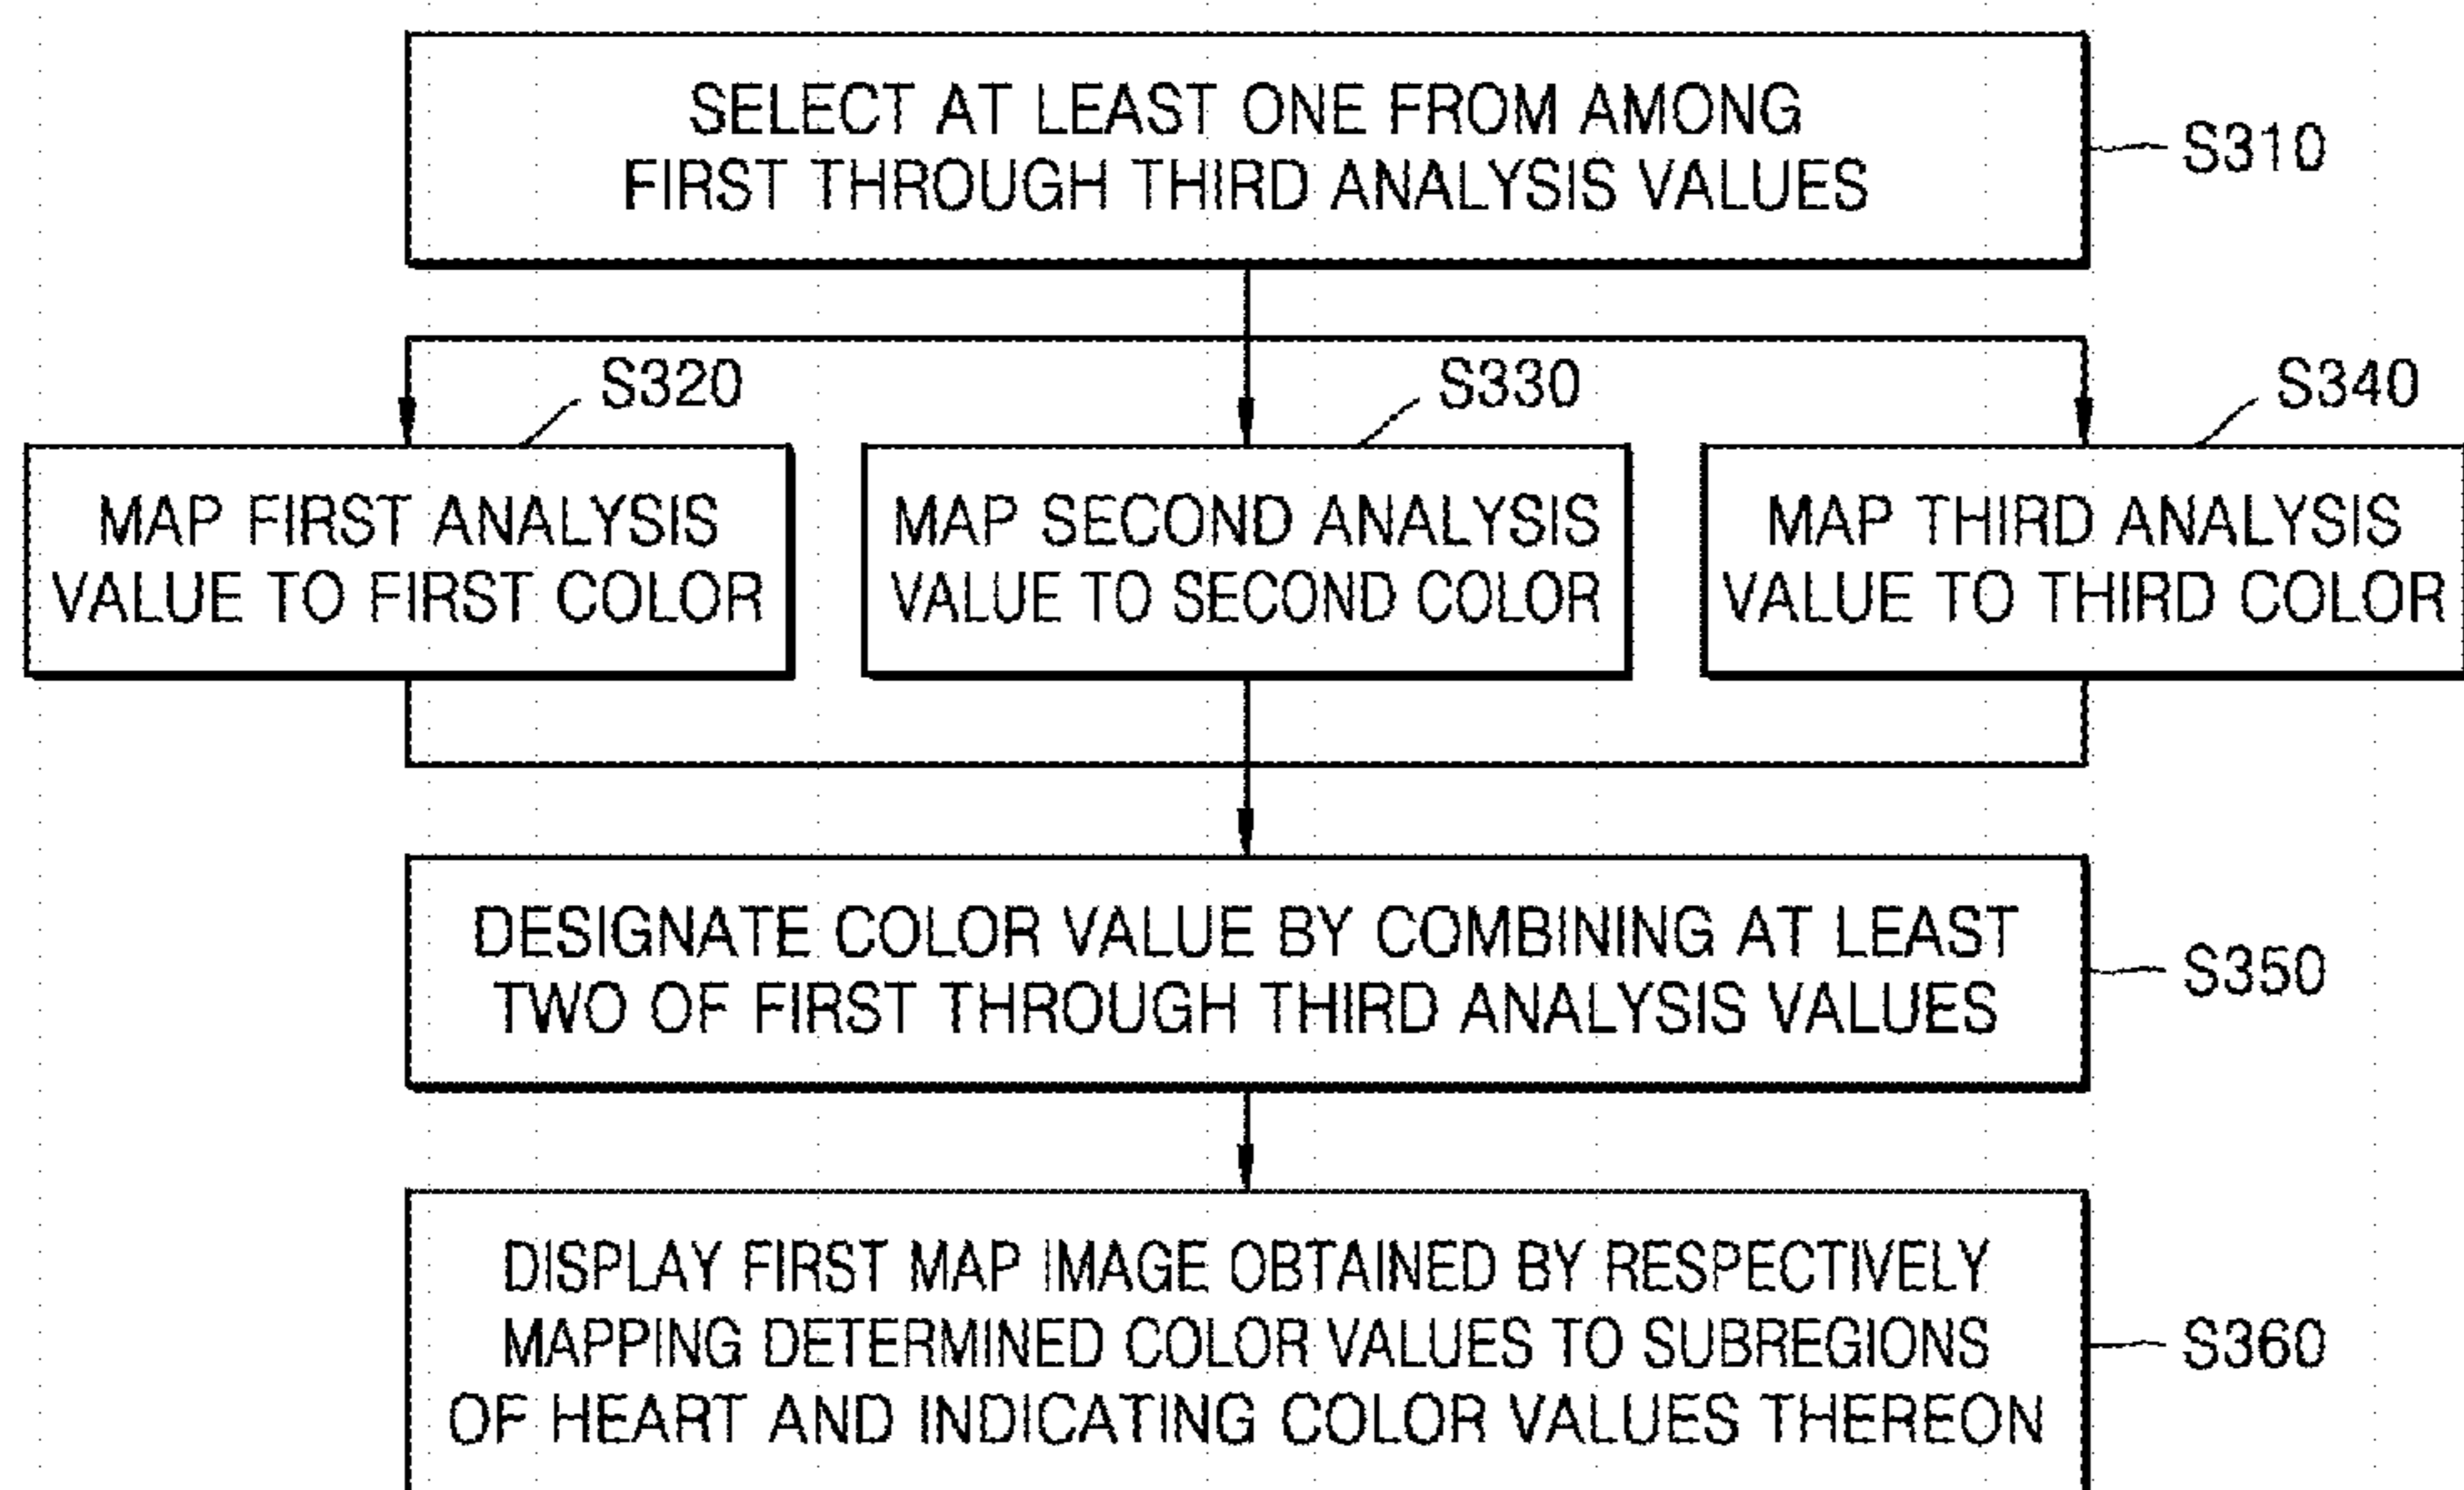 SELECT AT LEAST ONE FROM AMONG
FIRST THROUGH THIRD ANALYSIS VALUES
S310
S320
S330
S340
MAP FIRST ANALYSIS
VALUE TO FIRST COLOR
MAP SECOND ANALYSIS
VALUE TO SECOND COLOR
MAP THIRD ANALYSIS
VALUE TO THIRD COLOR
DESIGNATE COLOR VALUE BY COMBINING AT LEAST
TWO OF FIRST THROUGH THIRD ANALYSIS VALUES
S350
DISPLAY FIRST MAP IMAGE OBTAINED BY RESPECTIVELY
MAPPING DETERMINED COLOR VALUES TO SUBREGIONS
OF HEART AND INDICATING COLOR VALUES THEREON
S360